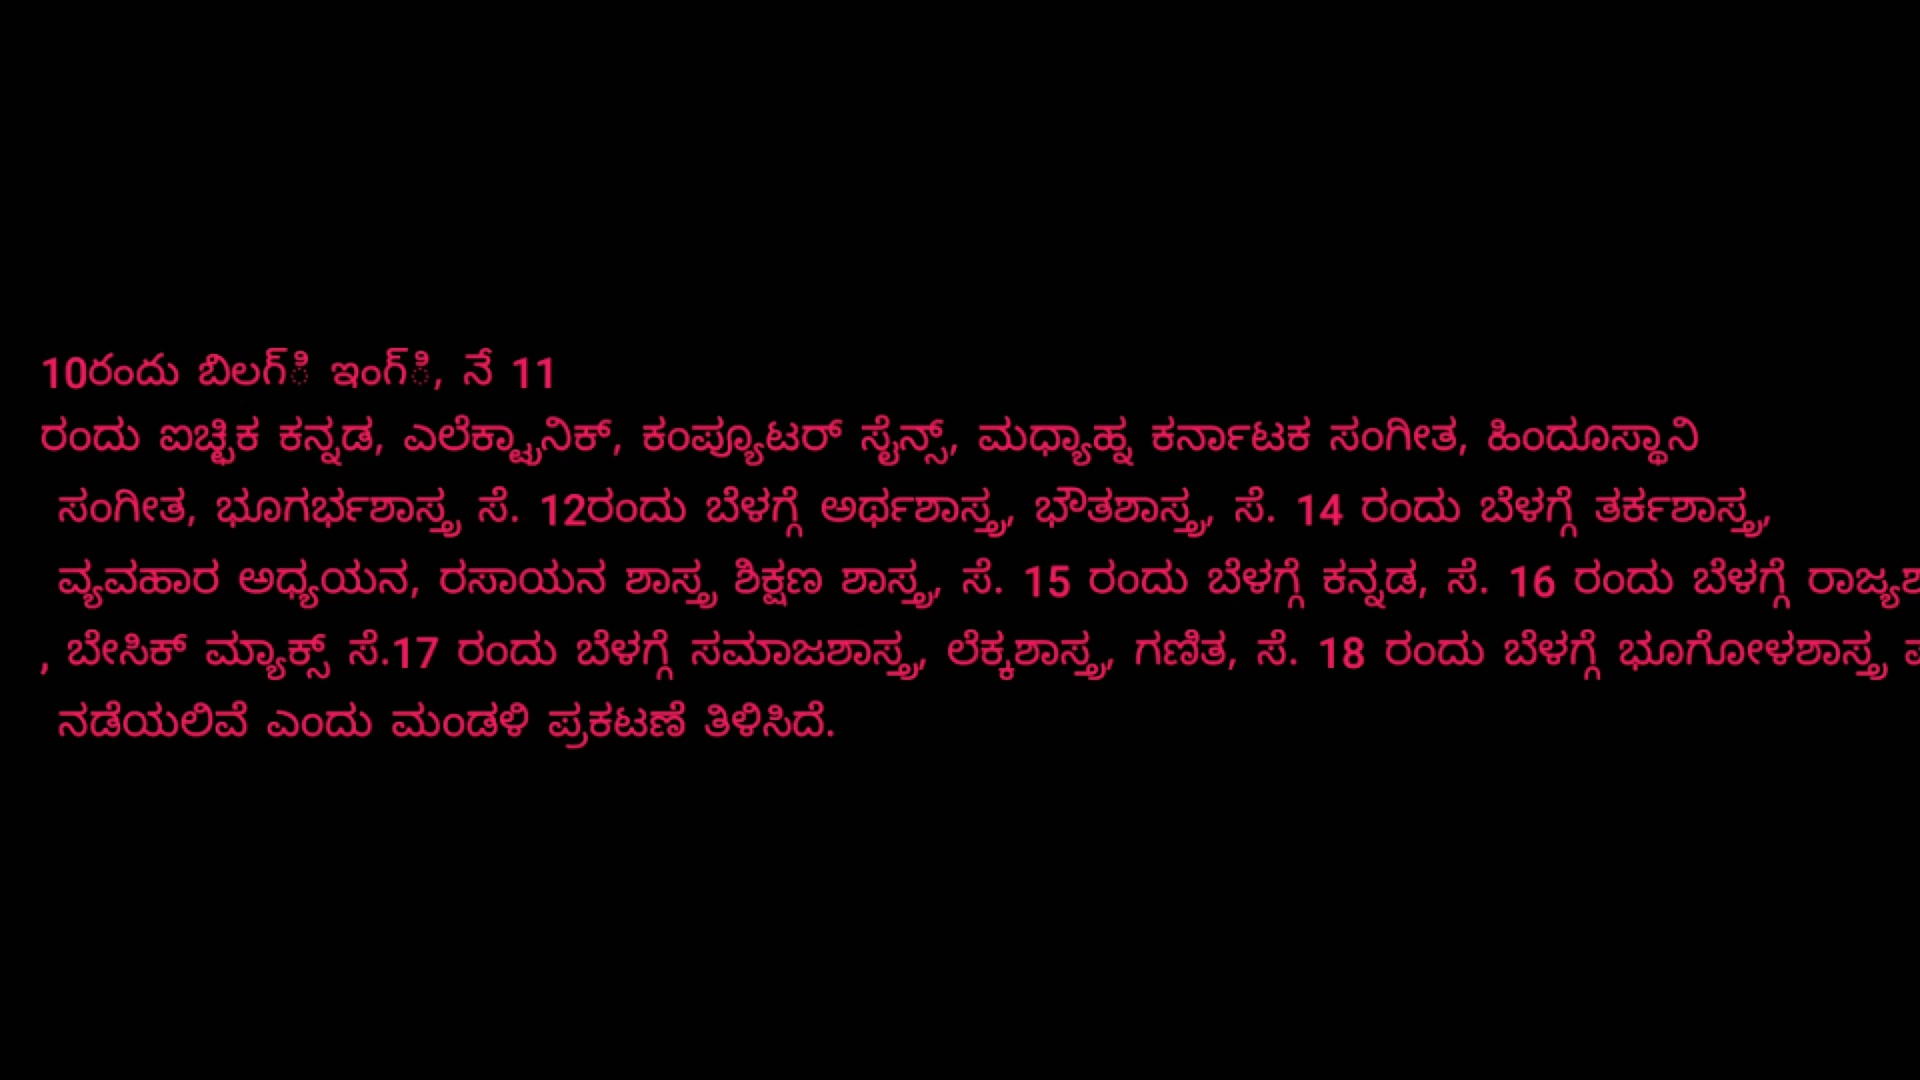 10ರಂದು ಬಿಲಗ್‌ಿ ಇಂಗ್‌ಿ, ನೇ 11
ರಂದು ಐಚ್ಛಿಕ ಕನ್ನಡ, ಎಲೆಕ್ಟ್ರಾನಿಕ್, ಕಂಪ್ಯೂಟರ್ ಸೈನ್ಸ್, ಮಧ್ಯಾಹ್ನ ಕರ್ನಾಟಕ ಸಂಗೀತ, ಹಿಂದೂಸ್ಥಾನಿ
ಸಂಗೀತ, ಭೂಗರ್ಭಶಾಸ್ತ್ರ ಸೆ. 12ರಂದು ಬೆಳಗ್ಗೆ ಅರ್ಥಶಾಸ್ತ್ರ, ಭೌತಶಾಸ್ತ್ರ, ಸೆ. 14 ರಂದು ಬೆಳಗ್ಗೆ ತರ್ಕಶಾಸ್ತ್ರ,
ವ್ಯವಹಾರ ಅಧ್ಯಯನ, ರಸಾಯನ ಶಾಸ್ತ್ರ ಶಿಕ್ಷಣ ಶಾಸ್ತ್ರ, ಸೆ. 15 ರಂದು ಬೆಳಗ್ಗೆ ಕನ್ನಡ, ಸೆ. 16 ರಂದು ಬೆಳಗ್ಗೆ
, ಬೇಸಿಕ್ ಮ್ಯಾಕ್ಸ್ ಸೆ.17 ರಂದು ಬೆಳಗ್ಗೆ ಸಮಾಜಶಾಸ್ತ್ರ, ಲೆಕ್ಕಶಾಸ್ತ್ರ, ಗಣಿತ, ಸೆ. 18 ರಂದು ಬೆಳಗ್ಗೆ ಭೂಗೋಳಶಾಸ್ತ್ರ
ನಡೆಯಲಿವೆ ಎಂದು ಮಂಡಳಿ ಪ್ರಕಟಣೆ ತಿಳಿಸಿದೆ.